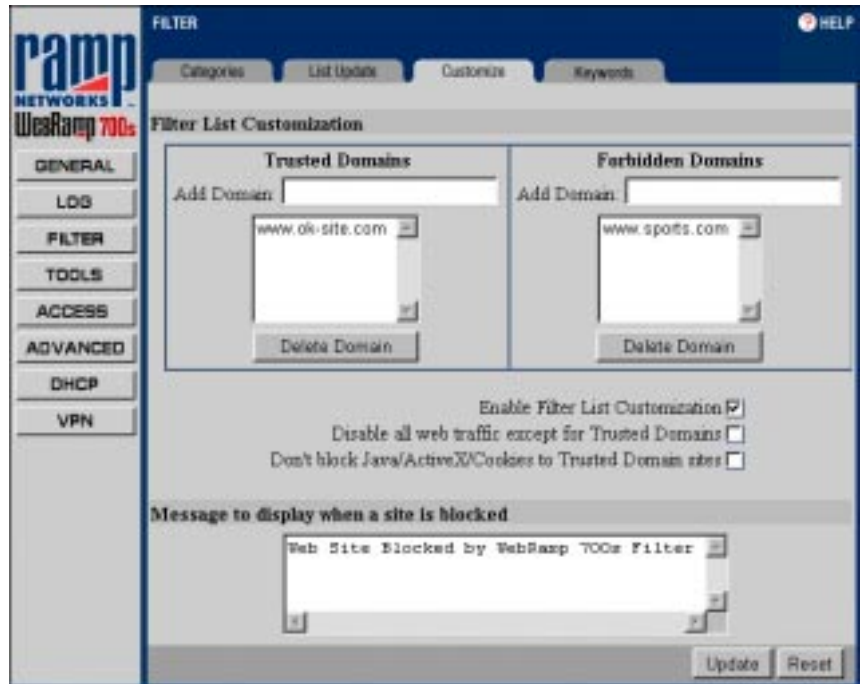 FILTER
? HELP
ramp
NETWORKS
WebRamp 700s
Categories
List Update
Customize
Keywords
GENERAL
LOG
FILTER
TOOLS
ACCESS
ADVANCED
DHCP
VPN
Filter List Customization
Trusted Domains
Add Domain:
www.ok-site.com
Delete Domain
Forbidden Domains
Add Domain:
www.sports.com
Delete Domain
Enable Filter List Customization
Disable all web traffic except for Trusted Domains
Don't block Java/ActiveX/Cookies to Trusted Domain sites
Message to display when a site is blocked
Web Site Blocked by WebRamp 700s Filter
Update
Reset